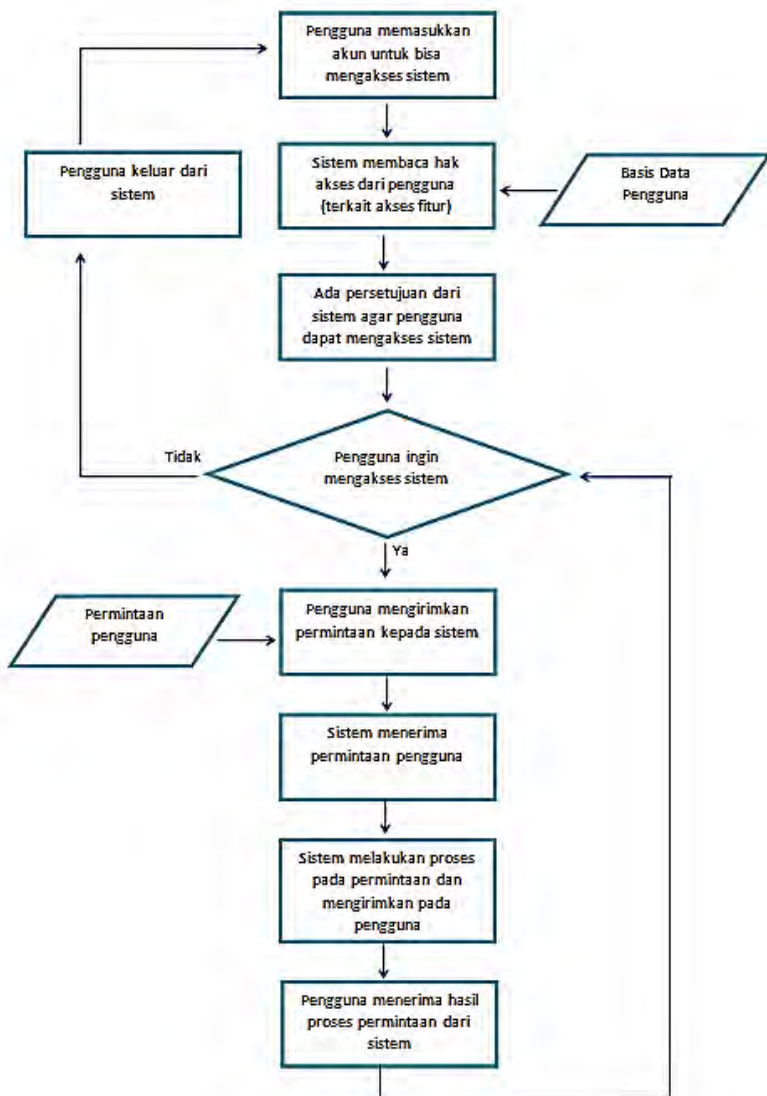 Pengguna memasukkan
akun untuk bisa
mengakses sistem
Pengguna keluar dari
sistem
Sistem membaca hak
akses dari pengguna
(terkait akses fitur)
Basis Data
Pengguna
Ada persetujuan dari
sistem agar pengguna
dapat mengakses sistem
Tidak
Pengguna ingin
mengakses sistem
Ya
Permintaan
pengguna
Pengguna mengirimkan
permintaan kepada sistem
Sistem menerima
permintaan pengguna
Sistem melakukan proses
pada permintaan dan
mengirimkan pada
pengguna
Pengguna menerima hasil
proses permintaan dari
sistem